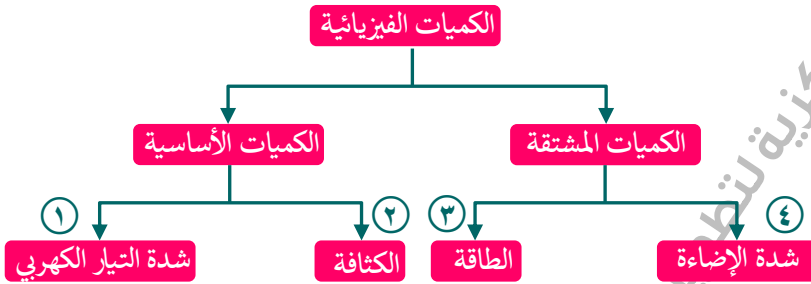 الكميات الفيزيائية
الكميات المشتقة
الكميات الأساسية
٤
٣
٢
١
شدة الإضاءة
الطاقة
الكثافة
شدة التيار الكهربي